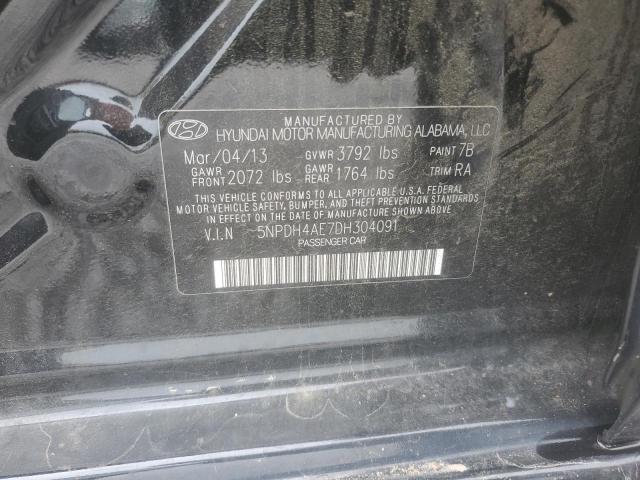 MANUFACTURED BY
HYUNDAI MOTOR MANUFACTURING ALABAMA, LLC
Mar/04/13 GVWR 3792 lbs PAINT 7B
GAWR FRONT 2072 lbs GAWR REAR 1764 lbs TRIM RA
THIS VEHICLE CONFORMS TO ALL APPLICABLE U.S.A. FEDERAL
MOTOR VEHICLE SAFETY, BUMPER, AND THEFT PREVENTION STANDARDS
IN EFFECT ON THE DATE OF MANUFACTURE SHOWN ABOVE.
V.I.N 5NPDH4AE7DH304091
PASSENGER CAR